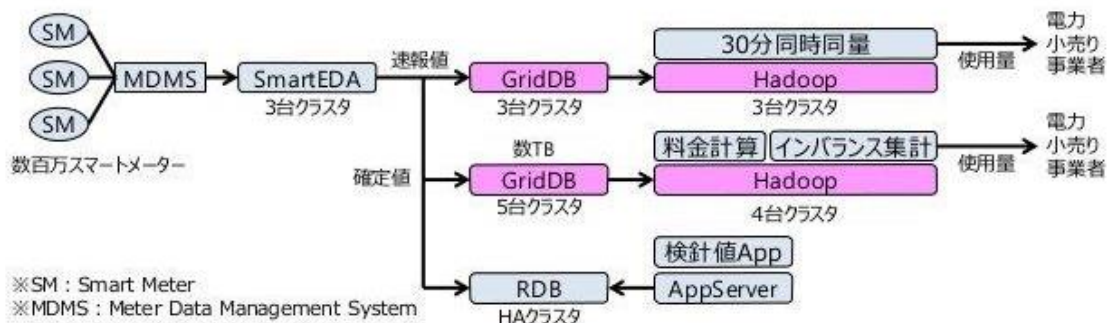 SM
SM
SM
数百万スマートメーター
MDMS
SmartEDA
3台クラスタ
速報値
確定値
GridDB
3台クラスタ
30分同時同量
Hadoop
3台クラスタ
使用量
電力
小売り
事業者
数TB
GridDB
5台クラスタ
料金計算
インバランス集計
Hadoop
4台クラスタ
使用量
電力
小売り
事業者
RDB
HAクラスタ
検針値App
AppServer
※SM : Smart Meter
※MDMS : Meter Data Management System